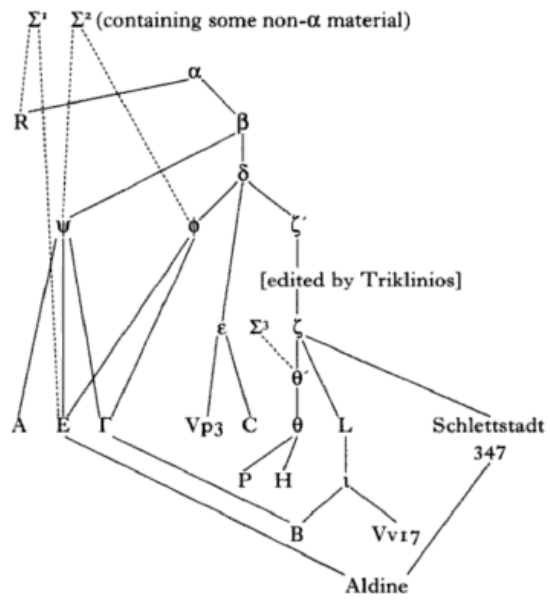 Σ¹ Σ² (containing some non-α material)
α
R
β
δ
ψ φ ζ´
[edited by Triklinios]
ε Σ³ ζ
θ´
A E Γ Vp3 C θ L Schlettstadt
347
P H ι
B Vv17
Aldine